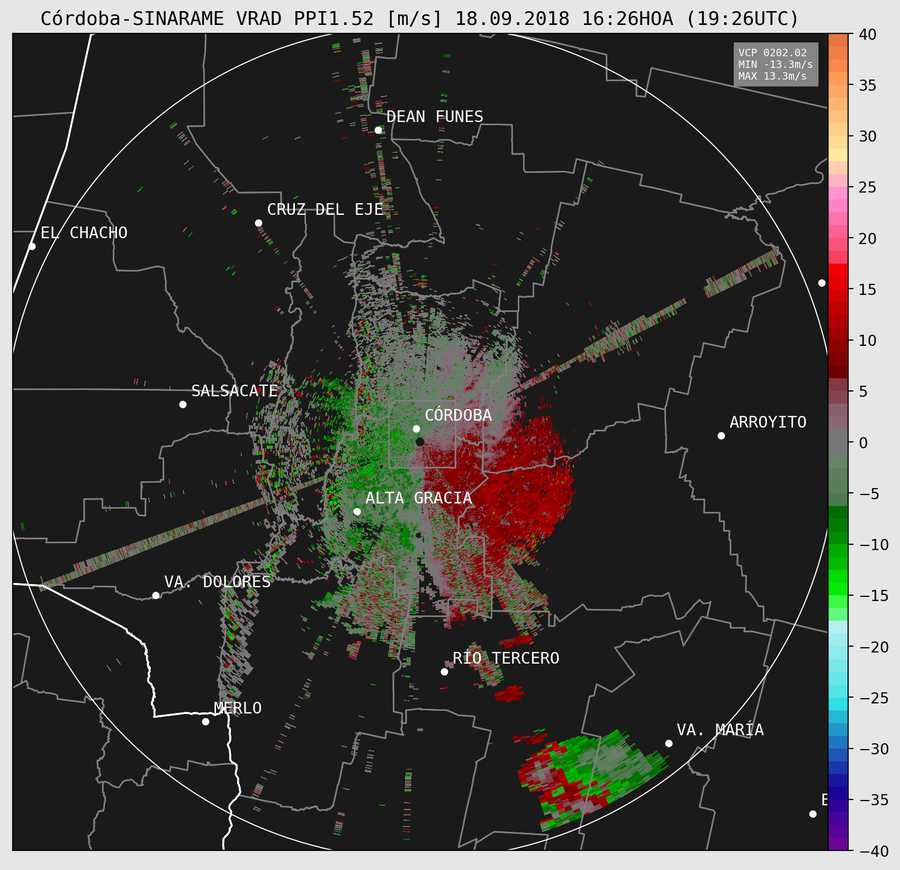 Córdoba-SINARAME VRAD PPI1.52 [m/s] 18.09.2018 16:26HOA (19:26UTC)
VCP 0202.02
MIN -13.3m/s
MAX 13.3m/s
DEAN FUNES
CRUZ DEL EJE
EL CHACHO
SALSACATE
CÓRDOBA
ARROYITO
ALTA GRACIA
VA. DOLORES
RÍO TERCERO
MERLO
VA. MARÍA
40
35
30
25
20
15
10
5
0
−5
−10
−15
−20
−25
−30
−35
−40